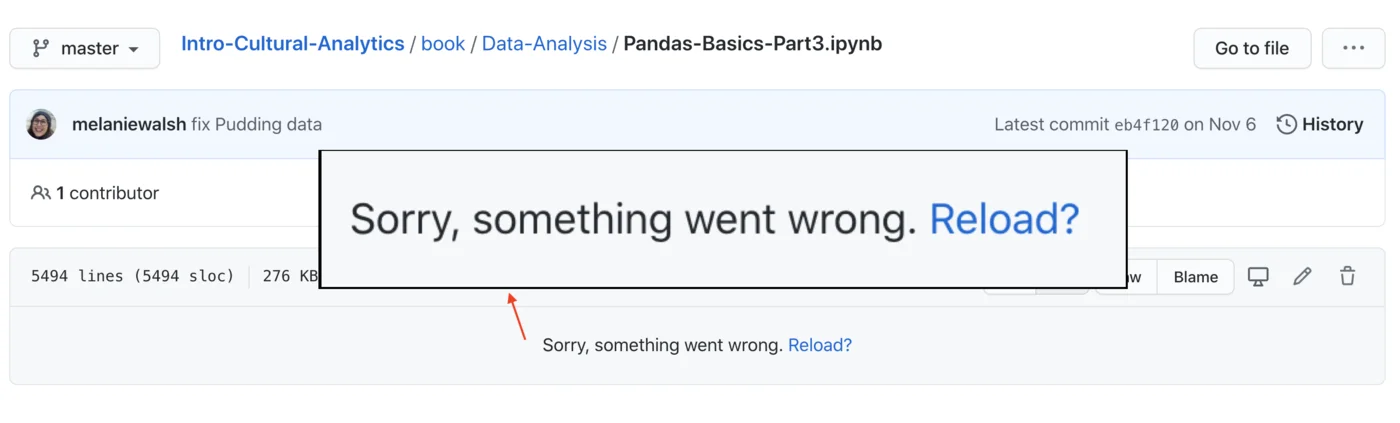 master
Intro-Cultural-Analytics / book / Data-Analysis / Pandas-Basics-Part3.ipynb
Go to file
melaniewalsh fix Pudding data
Latest commit eb4f120 on Nov 6
History
1 contributor
Sorry, something went wrong. Reload?
5494 lines (5494 sloc)
276 KB
Blame
Sorry, something went wrong. Reload?